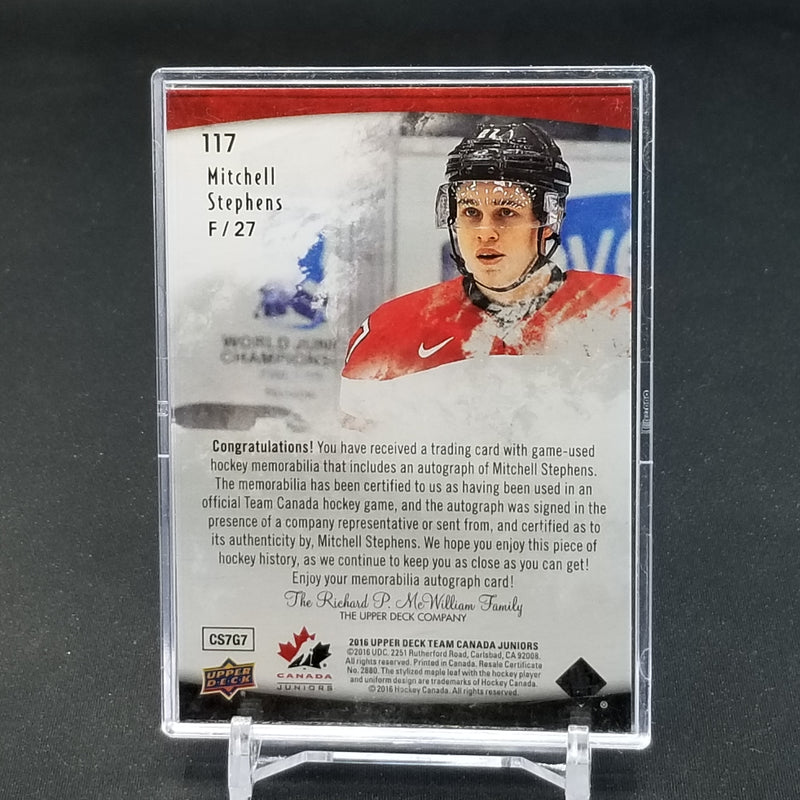 117
Mitchell
Stephens
F / 27
WORLD JUNI
CHAMPIONS
Congratulations! You have received a trading card with game-used
hockey memorabilia that includes an autograph of Mitchell Stephens.
The memorabilia has been certified to us as having been used in an
official Team Canada hockey game, and the autograph was signed in the
presence of a company representative or sent from, and certified as to
its authenticity by, Mitchell Stephens. We hope you enjoy this piece of
hockey history, as we continue to keep you as close as you can get!
Enjoy your memorabilia autograph card!
The Richard P. McWilliam Family
THE UPPER DECK COMPANY
CS7G7
UPPER
DECK
CANADA
JUNIORS
2016 UPPER DECK TEAM CANADA JUNIORS
©2016 UDC. 2251 Rutherford Road, Carlsbad, CA 92008.
All rights reserved. Printed in Canada. Resale Certificate
No. 2880. The stylized maple leaf with the hockey player
and uniform design are trademarks of Hockey Canada.
©2016 Hockey Canada. All rights reserved.
®